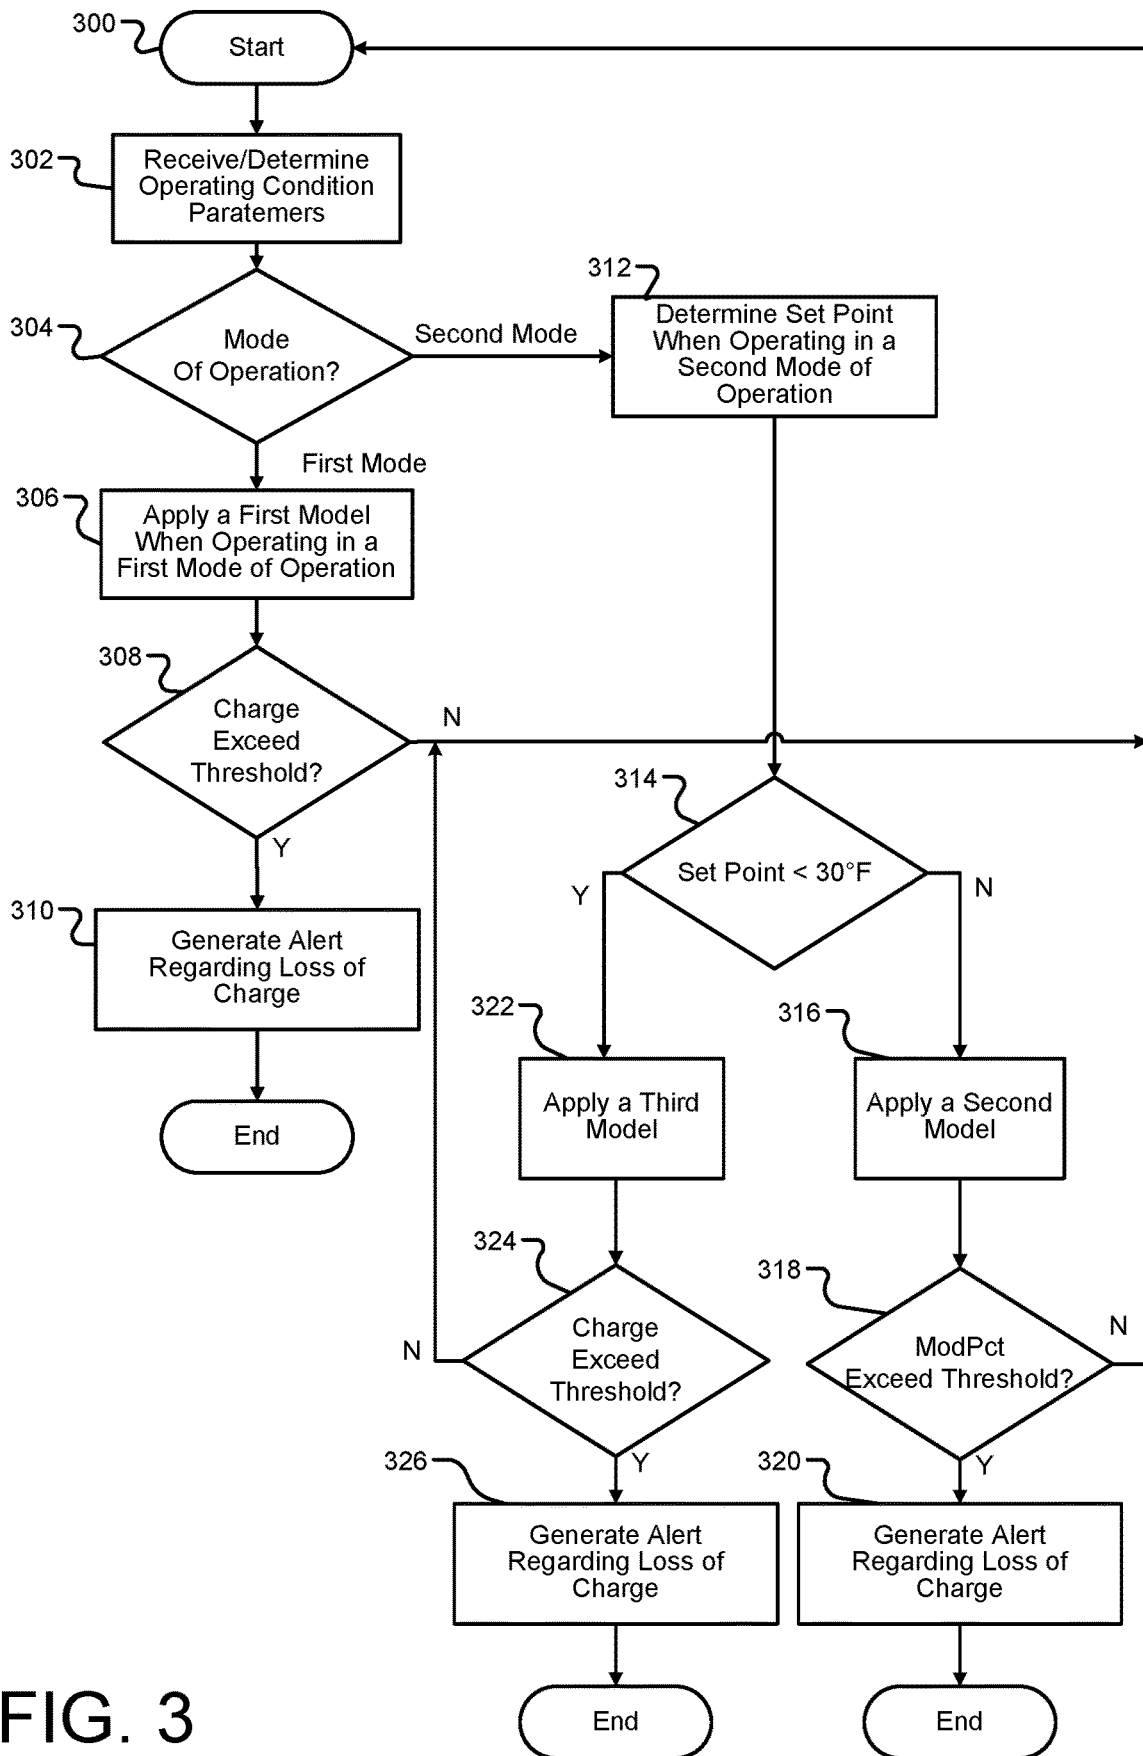 300
Start
302
Receive/Determine
Operating Condition
Paratemers
304
Mode
Of Operation?
Second Mode
312
Determine Set Point
When Operating in a
Second Mode of
Operation
First Mode
306
Apply a First Model
When Operating in a
First Mode of Operation
308
Charge
Exceed
Threshold?
N
Y
310
Generate Alert
Regarding Loss of
Charge
End
314
Set Point < 30°F
Y
N
322
Apply a Third
Model
316
Apply a Second
Model
324
Charge
Exceed
Threshold?
N
Y
318
ModPct
Exceed Threshold?
N
Y
326
Generate Alert
Regarding Loss of
Charge
320
Generate Alert
Regarding Loss of
Charge
End
End
FIG. 3